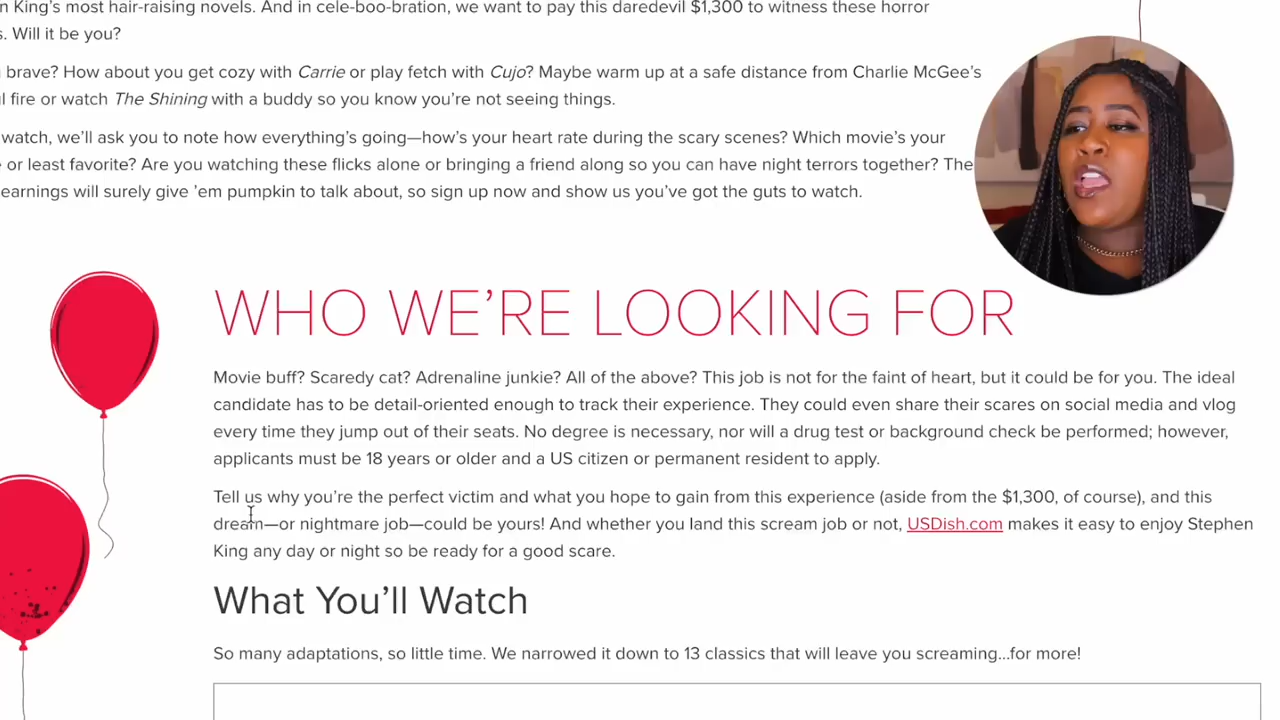 n King's most hair-raising novels. And in cele-boo-bration, we want to pay this daredevil $1,300 to witness these horror
s. Will it be you?
brave? How about you get cozy with Carrie or play fetch with Cujo? Maybe warm up at a safe distance from Charlie McGee's
l fire or watch The Shining with a buddy so you know you're not seeing things.
watch, we'll ask you to note how everything's going—how's your heart rate during the scary scenes? Which movie's your
or least favorite? Are you watching these flicks alone or bringing a friend along so you can have night terrors together? The
earnings will surely give 'em pumpkin to talk about, so sign up now and show us you've got the guts to watch.
WHO WE'RE LOOKING FOR
Movie buff? Scaredy cat? Adrenaline junkie? All of the above? This job is not for the faint of heart, but it could be for you. The ideal
candidate has to be detail-oriented enough to track their experience. They could even share their scares on social media and vlog
every time they jump out of their seats. No degree is necessary, nor will a drug test or background check be performed; however,
applicants must be 18 years or older and a US citizen or permanent resident to apply.
Tell us why you're the perfect victim and what you hope to gain from this experience (aside from the $1,300, of course), and this
dream—or nightmare job—could be yours! And whether you land this scream job or not, USDish.com makes it easy to enjoy Stephen
King any day or night so be ready for a good scare.
What You'll Watch
So many adaptations, so little time. We narrowed it down to 13 classics that will leave you screaming...for more!